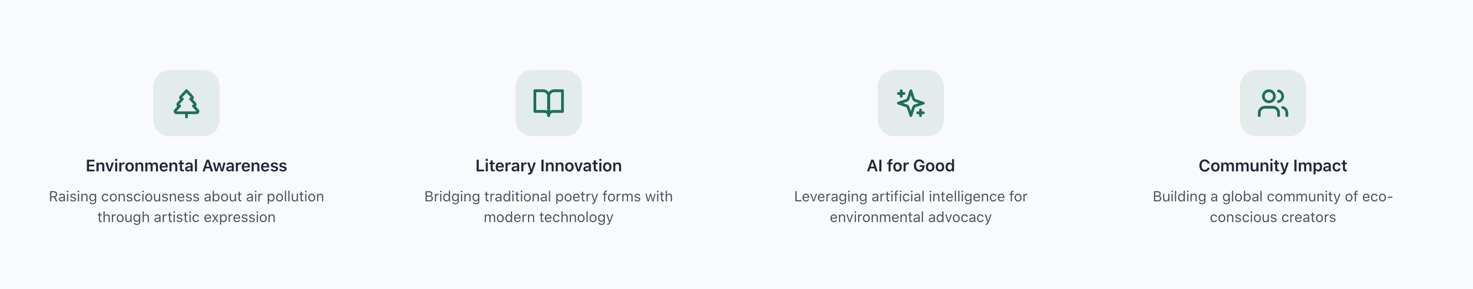 Environmental Awareness
Raising consciousness about air pollution
through artistic expression
Literary Innovation
Bridging traditional poetry forms with
modern technology
AI for Good
Leveraging artificial intelligence for
environmental advocacy
Community Impact
Building a global community of eco-
conscious creators